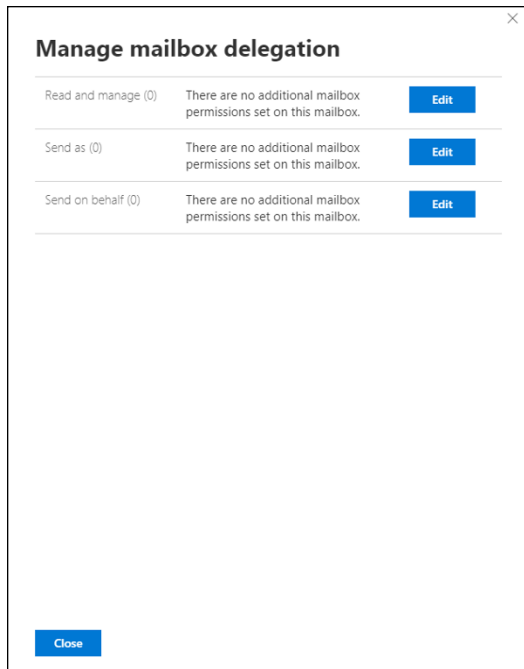 Manage mailbox delegation
Read and manage (0)
There are no additional mailbox
permissions set on this mailbox.
Edit
Send as (0)
There are no additional mailbox
permissions set on this mailbox.
Edit
Send on behalf (0)
There are no additional mailbox
permissions set on this mailbox.
Edit
Close